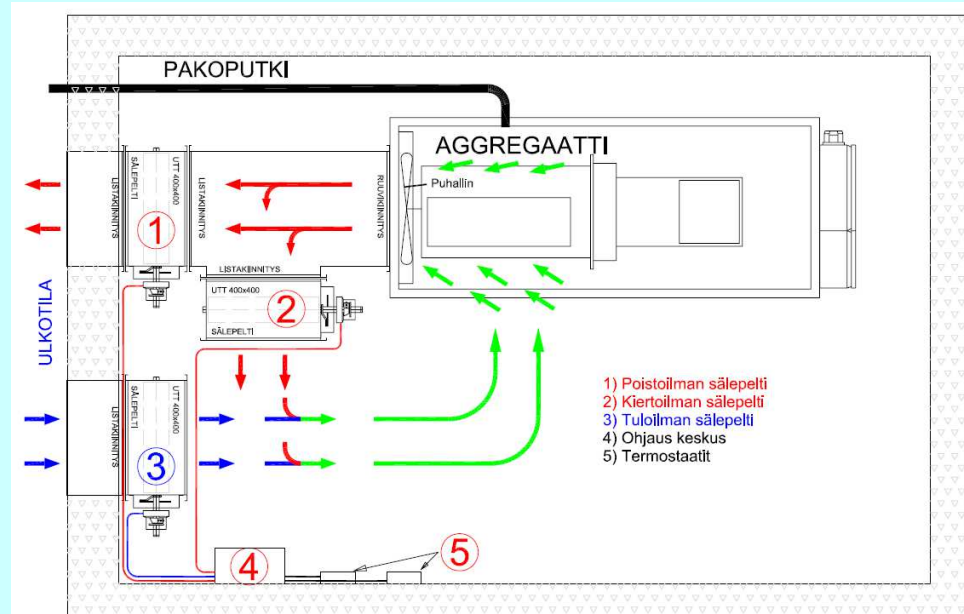 PAKOPUTKI
AGGREGAATTI
Puhallin
RUUVIKIINNITYS
LISTAKIINNITYS
UTT 400x400
SÄLEPELTI
1
LISTAKIINNITYS
LISTAKIINNITYS
UTT 400x400
2
SÄLEPELTI
ULKOTILA
LISTAKIINNITYS
SÄLEPELTI
UTT 400x400
3
1) Poistoilman sälepelti
2) Kiertoilman sälepelti
3) Tuloilman sälepelti
4) Ohjaus keskus
5) Termostaatit
4
5